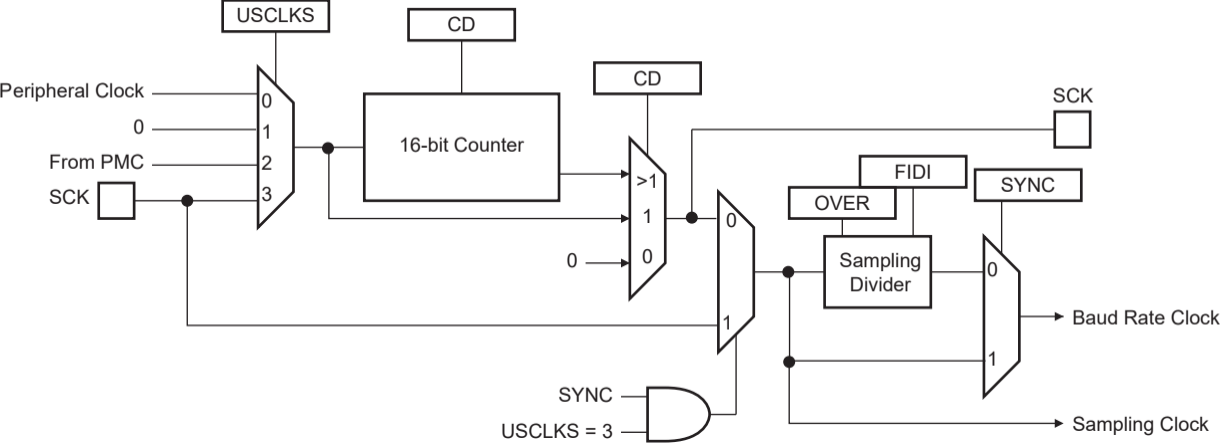 USCLKS
CD
CD
Peripheral Clock
0
From PMC
SCK
0
1
2
3
16-bit Counter
>1
1
0
0
SCK
FIDI
OVER
SYNC
0
1
Sampling
Divider
0
1
Baud Rate Clock
SYNC
USCLKS = 3
Sampling Clock